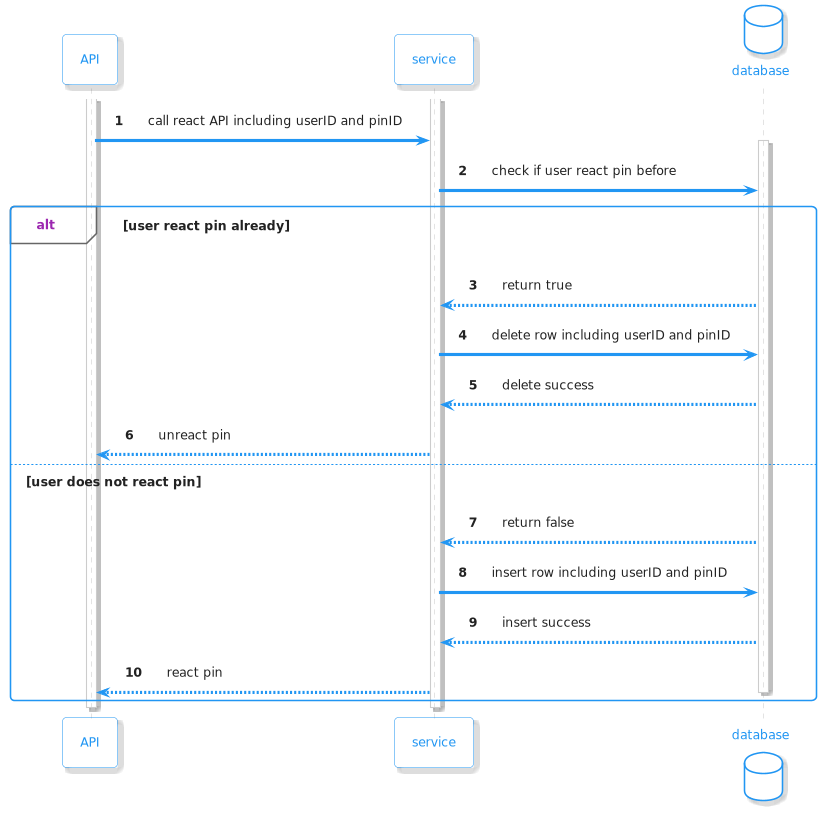 API
service
database
1 call react API including userID and pinID
2 check if user react pin before
alt [user react pin already]
3 return true
4 delete row including userID and pinID
5 delete success
6 unreact pin
[user does not react pin]
7 return false
8 insert row including userID and pinID
9 insert success
10 react pin
API
service
database